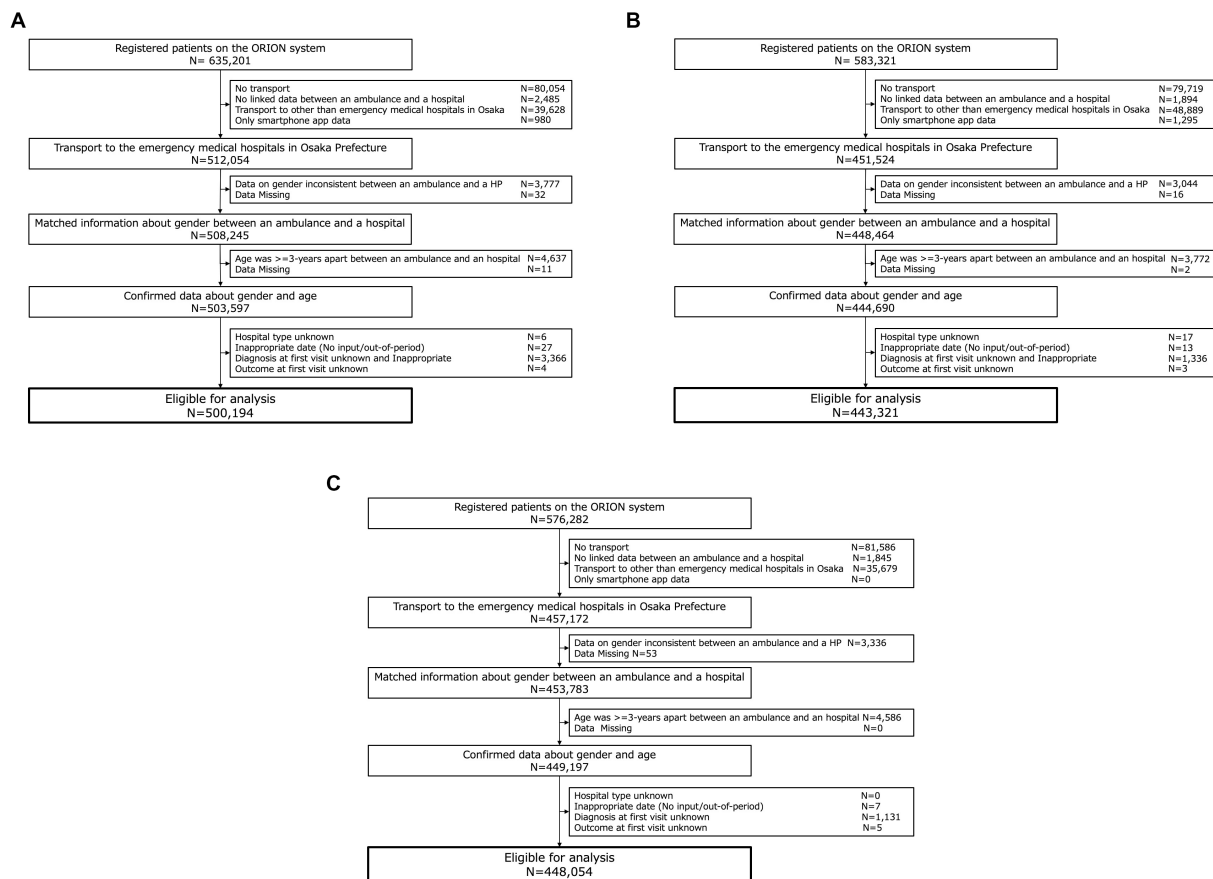 A
Registered patients on the ORION system
N= 635,201
No transport N=80,054
No linked data between an ambulance and a hospital N=2,485
Transport to other than emergency medical hospitals in Osaka N=39,628
Only smartphone app data N=980
Transport to the emergency medical hospitals in Osaka Prefecture
N=512,054
Data on gender inconsistent between an ambulance and a HP N=3,777
Data Missing N=32
Matched information about gender between an ambulance and a hospital
N=508,245
Age was >=3-years apart between an ambulance and an hospital N=4,637
Data Missing N=11
Confirmed data about gender and age
N=503,597
Hospital type unknown N=6
Inappropriate date (No input/out-of-period) N=27
Diagnosis at first visit unknown and Inappropriate N=3,366
Outcome at first visit unknown N=4
Eligible for analysis
N=500,194
B
Registered patients on the ORION system
N= 583,321
No transport N=79,719
No linked data between an ambulance and a hospital N=1,894
Transport to other than emergency medical hospitals in Osaka N=48,889
Only smartphone app data N=1,295
Transport to the emergency medical hospitals in Osaka Prefecture
N=451,524
Data on gender inconsistent between an ambulance and a HP N=3,044
Data Missing N=16
Matched information about gender between an ambulance and a hospital
N=448,464
Age was >=3-years apart between an ambulance and an hospital N=3,772
Data Missing N=2
Confirmed data about gender and age
N=444,690
Hospital type unknown N=17
Inappropriate date (No input/out-of-period) N=13
Diagnosis at first visit unknown and Inappropriate N=1,336
Outcome at first visit unknown N=3
Eligible for analysis
N=443,321
C
Registered patients on the ORION system
N=576,282
No transport N=81,586
No linked data between an ambulance and a hospital N=1,845
Transport to other than emergency medical hospitals in Osaka N=35,679
Only smartphone app data N=0
Transport to the emergency medical hospitals in Osaka Prefecture
N=457,172
Data on gender inconsistent between an ambulance and a HP N=3,336
Data Missing N=53
Matched information about gender between an ambulance and a hospital
N=453,783
Age was >=3-years apart between an ambulance and an hospital N=4,586
Data Missing N=0
Confirmed data about gender and age
N=449,197
Hospital type unknown N=0
Inappropriate date (No input/out-of-period) N=7
Diagnosis at first visit unknown N=1,131
Outcome at first visit unknown N=5
Eligible for analysis
N=448,054